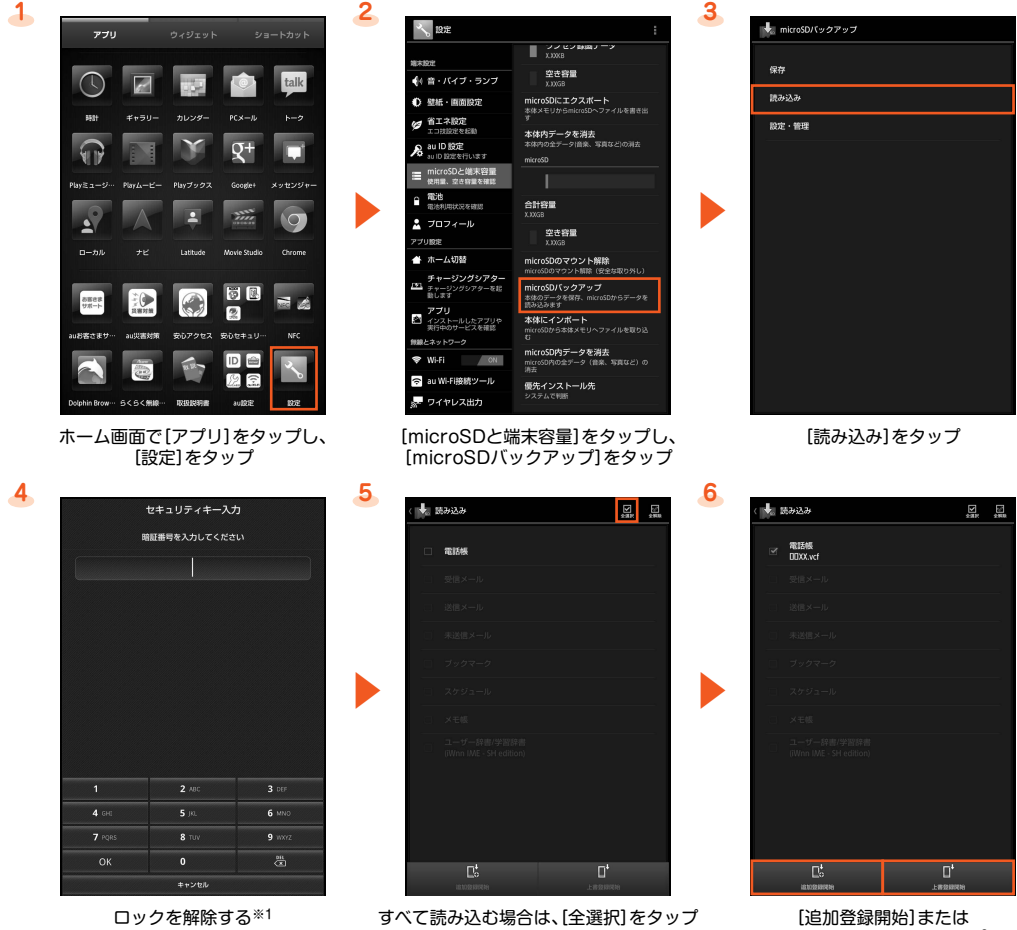 1
アプリ
ウィジェット
ショートカット
時計
ギャラリー
カレンダー
PCメール
talk
トーク
Playミュージ…
Playムービー
Playブックス
Google+
メッセンジャー
ローカル
ナビ
Latitude
Movie Studio
Chrome
お客さま
サポート
災害対策
auお客さまサ…
au災害対策
安心アクセス
安心セキュリ…
NFC
取扱説明書
ID
Dolphin Brow…
らくらく無線…
取扱説明書
au設定
設定
ホーム画面で[アプリ]をタップし、
[設定]をタップ
2
設定
端末設定
音・バイブ・ランプ
壁紙・画面設定
省エネ設定
エコ技設定を起動
au ID 設定
au ID 設定を行います
microSDと端末容量
使用量、空き容量を確認
電池
電池利用状況を確認
プロフィール
アプリ設定
ホーム切替
チャージングシアター
チャージングシアターを起
動します
アプリ
インストールしたアプリや
実行中のサービスを確認
無線とネットワーク
Wi-Fi
ON
au Wi-Fi接続ツール
ワイヤレス出力
ワンセグ録画データ
X.XXKB
空き容量
X.XXGB
microSDにエクスポート
本体メモリからmicroSDへファイルを書き出
す
本体内データを消去
本体内の全データ(音楽、写真など)の消去
microSD
合計容量
X.XXGB
空き容量
X.XXGB
microSDのマウント解除
microSDのマウント解除（安全な取り外し）
microSDバックアップ
本体のデータを保存、microSDからデータを
読み込みます
本体にインポート
microSDから本体メモリへファイルを取り込
む
microSD内データを消去
microSD内の全データ（音楽、写真など）の
消去
優先インストール先
システムで判断
[microSDと端末容量]をタップし、
[microSDバックアップ]をタップ
3
microSDバックアップ
保存
読み込み
設定・管理
[読み込み]をタップ
4
セキュリティキー入力
暗証番号を入力してください
1
2 ABC
3 DEF
4 GHI
5 JKL
6 MNO
7 PQRS
8 TUV
9 WXYZ
OK
0
DEL
キャンセル
ロックを解除する※1
5
読み込み
全選択
全解除
電話帳
受信メール
送信メール
未送信メール
ブックマーク
スケジュール
メモ帳
ユーザー辞書/学習辞書
(iWnn IME - SH edition)
追加登録開始
上書登録開始
すべて読み込む場合は、[全選択]をタップ
6
読み込み
全選択
全解除
電話帳
□□XX.vcf
受信メール
送信メール
未送信メール
ブックマーク
スケジュール
メモ帳
ユーザー辞書/学習辞書
(iWnn IME - SH edition)
追加登録開始
上書登録開始
[追加登録開始]または